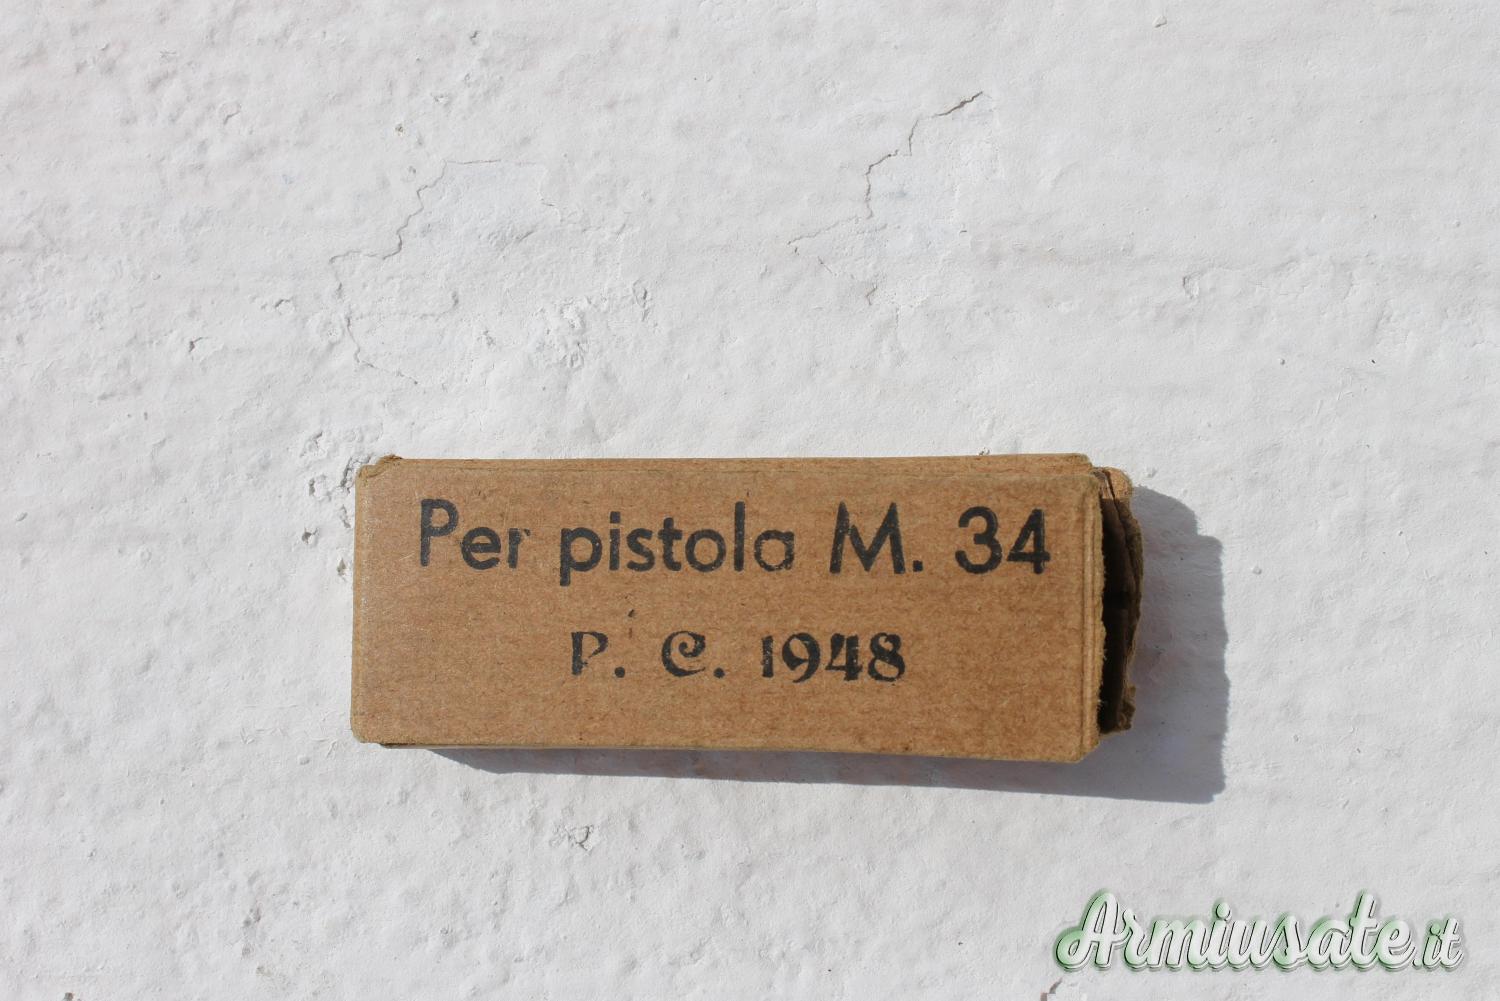 Per pistola M. 34
P. C. 1948
Armiusate.it